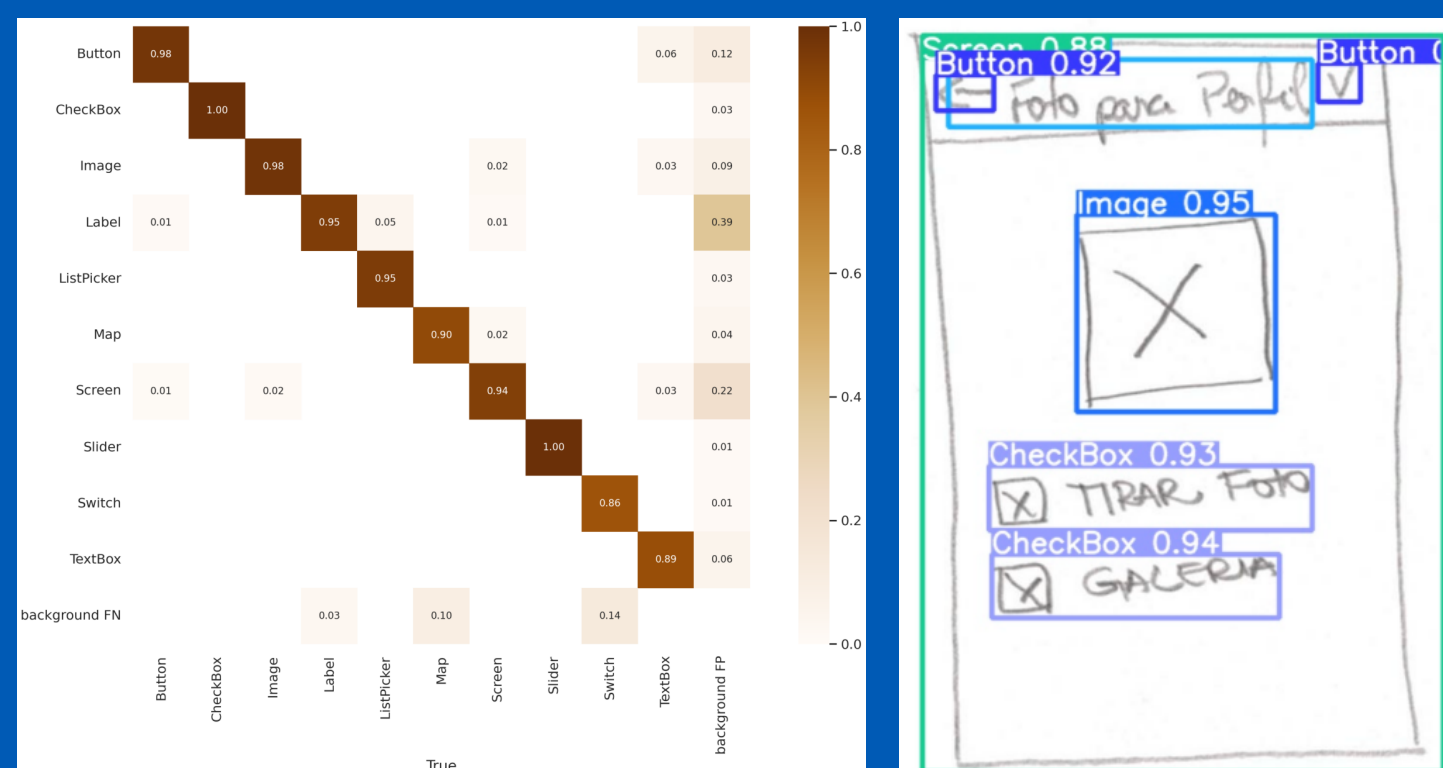 Button 0.98 0.06 0.12
CheckBox 1.00 0.03
Image 0.98 0.02 0.03 0.09
Label 0.01 0.95 0.05 0.01 0.39
ListPicker 0.95 0.03
Map 0.90 0.02 0.04
Screen 0.01 0.02 0.94 0.03 0.22
Slider 1.00 0.01
Switch 0.86 0.01
TextBox 0.89 0.06
background FN 0.03 0.10 0.14
Button CheckBox Image Label ListPicker Map Screen Slider Switch TextBox background FP
True
1.0
0.8
0.6
0.4
0.2
0.0
Screen 0.88
Button 0.92
Button
Foto para Perfil
Image 0.95
CheckBox 0.93
TIRAR Foto
CheckBox 0.94
GALERIA